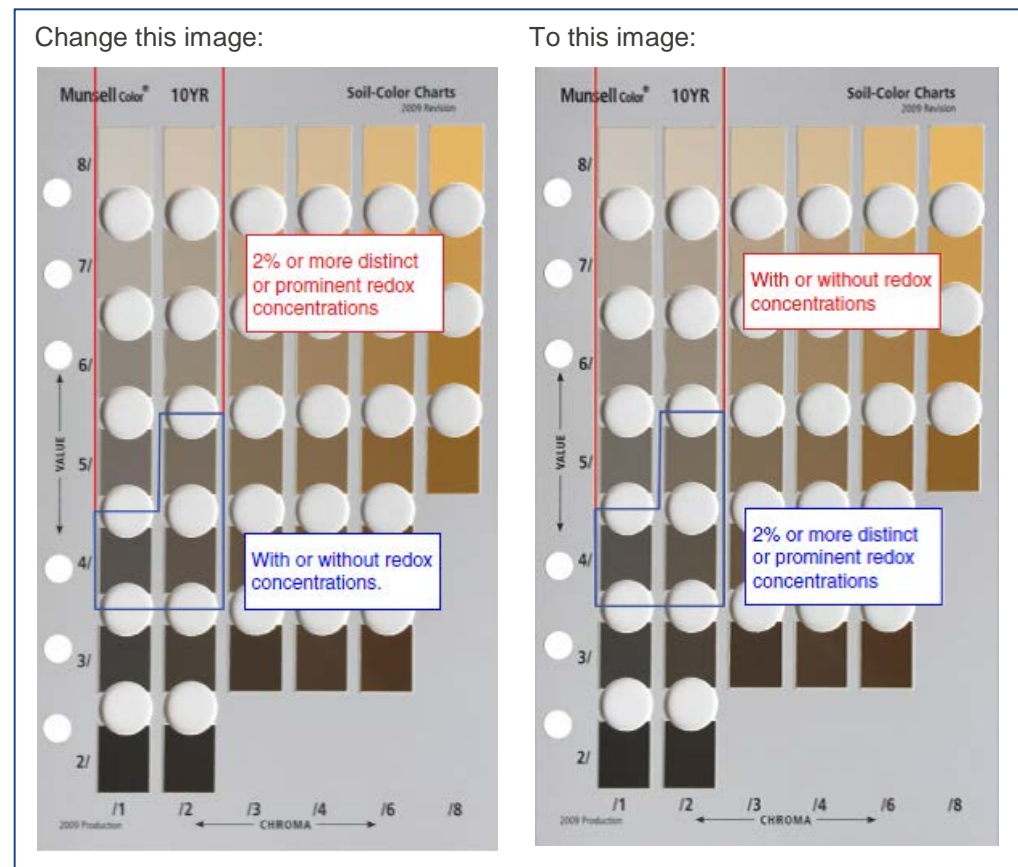 Change this image:
Munsell Color® 10YR Soil-Color Charts
2009 Revision
8/
7/
6/
5/
4/
3/
2/
VALUE
2% or more distinct
or prominent redox
concentrations
With or without redox
concentrations.
/1 /2 /3 /4 /6 /8
2009 Production
CHROMA
To this image:
Munsell Color® 10YR Soil-Color Charts
2009 Revision
8/
7/
6/
5/
4/
3/
2/
VALUE
With or without redox
concentrations
2% or more distinct
or prominent redox
concentrations
/1 /2 /3 /4 /6 /8
2009 Production
CHROMA